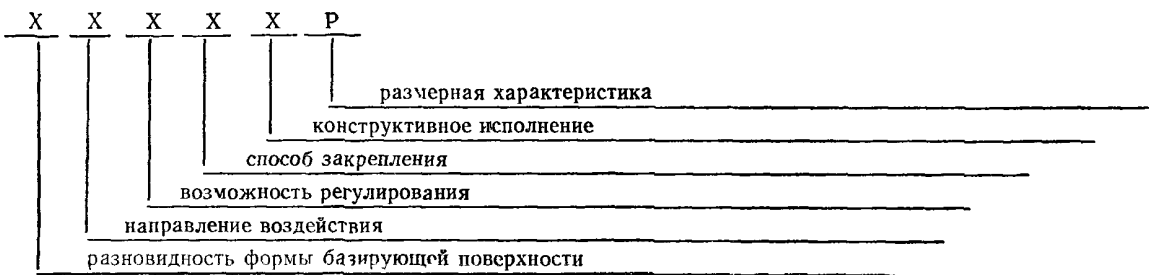 X X X X X P
размерная характеристика
конструктивное исполнение
способ закрепления
возможность регулирования
направление воздействия
разновидность формы базирующей поверхности